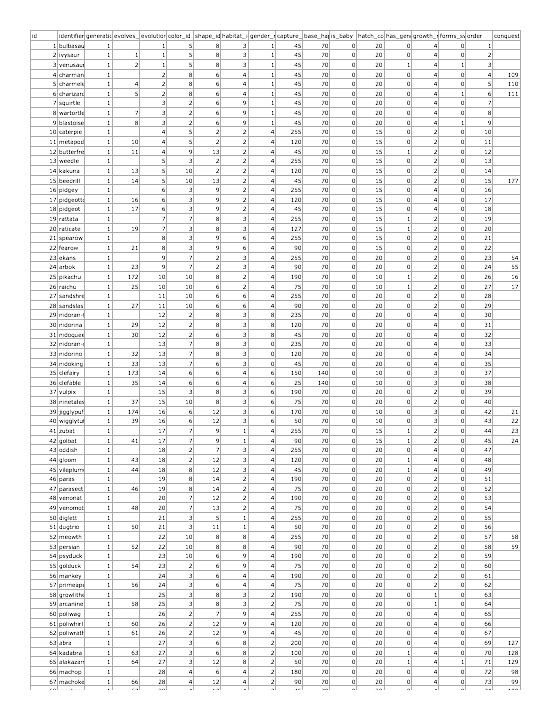 id identifier generatic evolves_ evolution color_id shape_id habitat_i gender_r capture_ base_hap is_baby hatch_co has_gen growth_r forms_sv order conquest
1 bulbasau 1 1 5 8 3 1 45 70 0 20 0 4 0 1
2 ivysaur 1 1 1 5 8 3 1 45 70 0 20 0 4 0 2
3 venusaur 1 2 1 5 8 3 1 45 70 0 20 1 4 1 3
4 charman 1 2 8 6 4 1 45 70 0 20 0 4 0 4 109
5 charmele 1 4 2 8 6 4 1 45 70 0 20 0 4 0 5 110
6 charizard 1 5 2 8 6 4 1 45 70 0 20 0 4 1 6 111
7 squirtle 1 3 2 6 9 1 45 70 0 20 0 4 0 7
8 wartortle 1 7 3 2 6 9 1 45 70 0 20 0 4 0 8
9 blastoise 1 8 3 2 6 9 1 45 70 0 20 0 4 1 9
10 caterpie 1 4 5 2 2 4 255 70 0 15 0 2 0 10
11 metapod 1 10 4 5 2 2 4 120 70 0 15 0 2 0 11
12 butterfre 1 11 4 9 13 2 4 45 70 0 15 1 2 0 12
13 weedle 1 5 3 2 2 4 255 70 0 15 0 2 0 13
14 kakuna 1 13 5 10 2 2 4 120 70 0 15 0 2 0 14
15 beedrill 1 14 5 10 13 2 4 45 70 0 15 0 2 0 15 177
16 pidgey 1 6 3 9 2 4 255 70 0 15 0 4 0 16
17 pidgeotto 1 16 6 3 9 2 4 120 70 0 15 0 4 0 17
18 pidgeot 1 17 6 3 9 2 4 45 70 0 15 0 4 0 18
19 rattata 1 7 7 8 3 4 255 70 0 15 1 2 0 19
20 raticate 1 19 7 3 8 3 4 127 70 0 15 1 2 0 20
21 spearow 1 8 3 9 6 4 255 70 0 15 0 2 0 21
22 fearow 1 21 8 3 9 6 4 90 70 0 15 0 2 0 22
23 ekans 1 9 7 2 3 4 255 70 0 20 0 2 0 23 54
24 arbok 1 23 9 7 2 3 4 90 70 0 20 0 2 0 24 55
25 pikachu 1 172 10 10 8 2 4 190 70 0 10 1 2 0 26 16
26 raichu 1 25 10 10 6 2 4 75 70 0 10 1 2 0 27 17
27 sandshre 1 11 10 6 6 4 255 70 0 20 0 2 0 28
28 sandslas 1 27 11 10 6 6 4 90 70 0 20 0 2 0 29
29 nidoran-f 1 12 2 8 3 8 235 70 0 20 0 4 0 30
30 nidorina 1 29 12 2 8 3 8 120 70 0 20 0 4 0 31
31 nidoquee 1 30 12 2 6 3 8 45 70 0 20 0 4 0 32
32 nidoran-r 1 13 7 8 3 0 235 70 0 20 0 4 0 33
33 nidorino 1 32 13 7 8 3 0 120 70 0 20 0 4 0 34
34 nidoking 1 33 13 7 6 3 0 45 70 0 20 0 4 0 35
35 clefairy 1 173 14 6 6 4 6 150 140 0 10 0 3 0 37
36 clefable 1 35 14 6 6 4 6 25 140 0 10 0 3 0 38
37 vulpix 1 15 3 8 3 6 190 70 0 20 0 2 0 39
38 ninetales 1 37 15 10 8 3 6 75 70 0 20 0 2 0 40
39 jigglypuf 1 174 16 6 12 3 6 170 70 0 10 0 3 0 42 21
40 wigglytuf 1 39 16 6 12 3 6 50 70 0 10 0 3 0 43 22
41 zubat 1 17 7 9 1 4 255 70 0 15 1 2 0 44 23
42 golbat 1 41 17 7 9 1 4 90 70 0 15 1 2 0 45 24
43 oddish 1 18 2 7 3 4 255 70 0 20 0 4 0 47
44 gloom 1 43 18 2 12 3 4 120 70 0 20 1 4 0 48
45 vileplum 1 44 18 8 12 3 4 45 70 0 20 1 4 0 49
46 paras 1 19 8 14 2 4 190 70 0 20 0 2 0 51
47 parasect 1 46 19 8 14 2 4 75 70 0 20 0 2 0 52
48 venonat 1 20 7 12 2 4 190 70 0 20 0 2 0 53
49 venomot 1 48 20 7 13 2 4 75 70 0 20 0 2 0 54
50 diglett 1 21 3 5 1 4 255 70 0 20 0 2 0 55
51 dugtrio 1 50 21 3 11 1 4 50 70 0 20 0 2 0 56
52 meowth 1 22 10 8 8 4 255 70 0 20 0 2 0 57 58
53 persian 1 52 22 10 8 8 4 90 70 0 20 0 2 0 58 59
54 psyduck 1 23 10 6 9 4 190 70 0 20 0 2 0 59
55 golduck 1 54 23 2 6 9 4 75 70 0 20 0 2 0 60
56 mankey 1 24 3 6 4 4 190 70 0 20 0 2 0 61
57 primeape 1 56 24 3 6 4 4 75 70 0 20 0 2 0 62
58 growlithe 1 25 3 8 3 2 190 70 0 20 0 1 0 63
59 arcanine 1 58 25 3 8 3 2 75 70 0 20 0 1 0 64
60 poliwag 1 26 2 7 9 4 255 70 0 20 0 4 0 65
61 poliwhirl 1 60 26 2 12 9 4 120 70 0 20 0 4 0 66
62 poliwrath 1 61 26 2 12 9 4 45 70 0 20 0 4 0 67
63 abra 1 27 3 6 8 2 200 70 0 20 0 4 0 69 127
64 kadabra 1 63 27 3 6 8 2 100 70 0 20 1 4 0 70 128
65 alakazan 1 64 27 3 12 8 2 50 70 0 20 1 4 1 71 129
66 machop 1 28 4 6 4 2 180 70 0 20 0 4 0 72 98
67 machoke 1 66 28 4 12 4 2 90 70 0 20 0 4 0 73 99